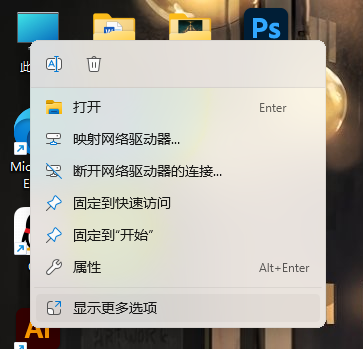 Ps
此
打开 Enter
映射网络驱动器...
Mic
断开网络驱动器的连接...
E
固定到快速访问
固定到"开始"
属性 Alt+Enter
显示更多选项
Ai